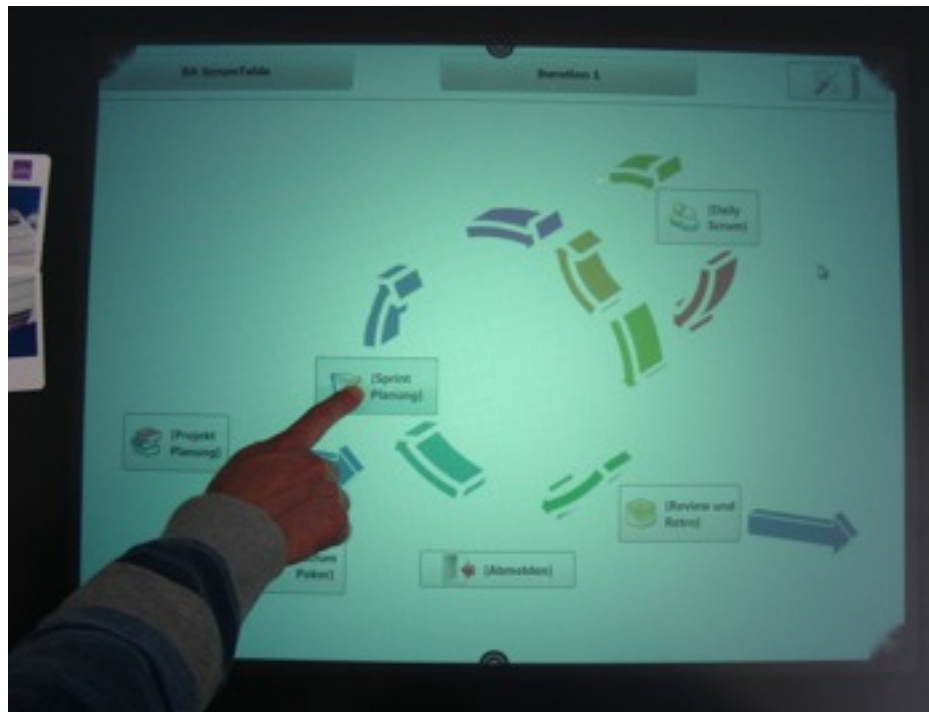 BA ScrumTable
Iteration 1
[Daily
Scrum]
[Sprint
Planung]
[Projekt
Planung]
[Review und
Retro]
Poker]
[Abmelden]